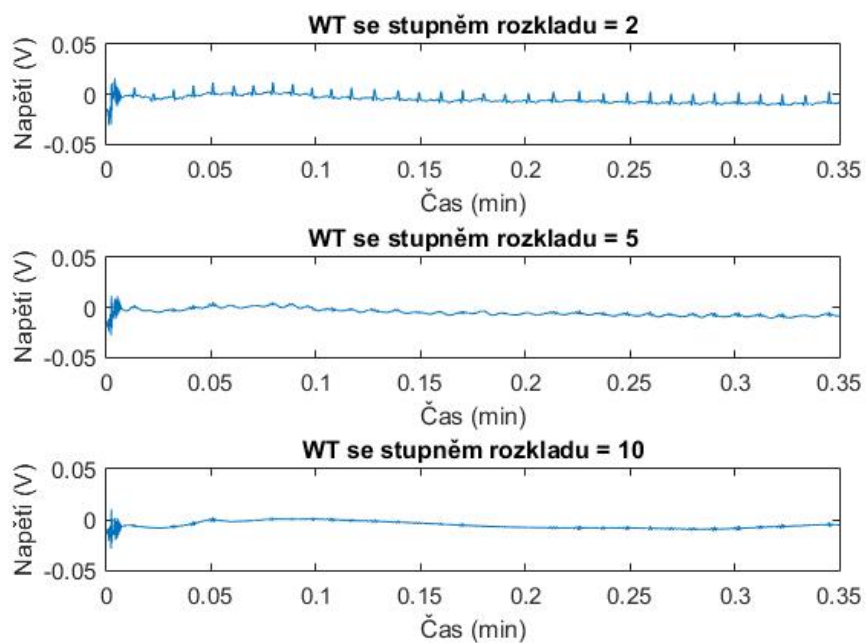 WT se stupněm rozkladu = 2
0.05
0
-0.05
Napětí (V)
0 0.05 0.1 0.15 0.2 0.25 0.3 0.35
Čas (min)
WT se stupněm rozkladu = 5
0.05
0
-0.05
Napětí (V)
0 0.05 0.1 0.15 0.2 0.25 0.3 0.35
Čas (min)
WT se stupněm rozkladu = 10
0.05
0
-0.05
Napětí (V)
0 0.05 0.1 0.15 0.2 0.25 0.3 0.35
Čas (min)